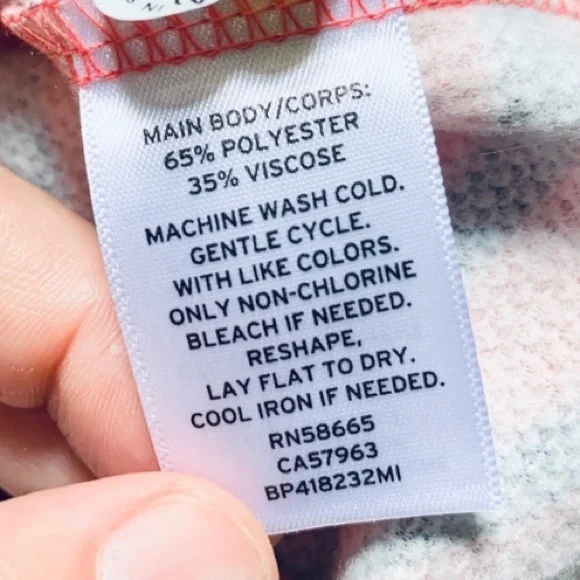 MAIN BODY/CORPS:
65% POLYESTER
35% VISCOSE
MACHINE WASH COLD.
GENTLE CYCLE.
WITH LIKE COLORS.
ONLY NON-CHLORINE
BLEACH IF NEEDED.
RESHAPE,
LAY FLAT TO DRY.
COOL IRON IF NEEDED.
RN58665
CA57963
BP418232MI